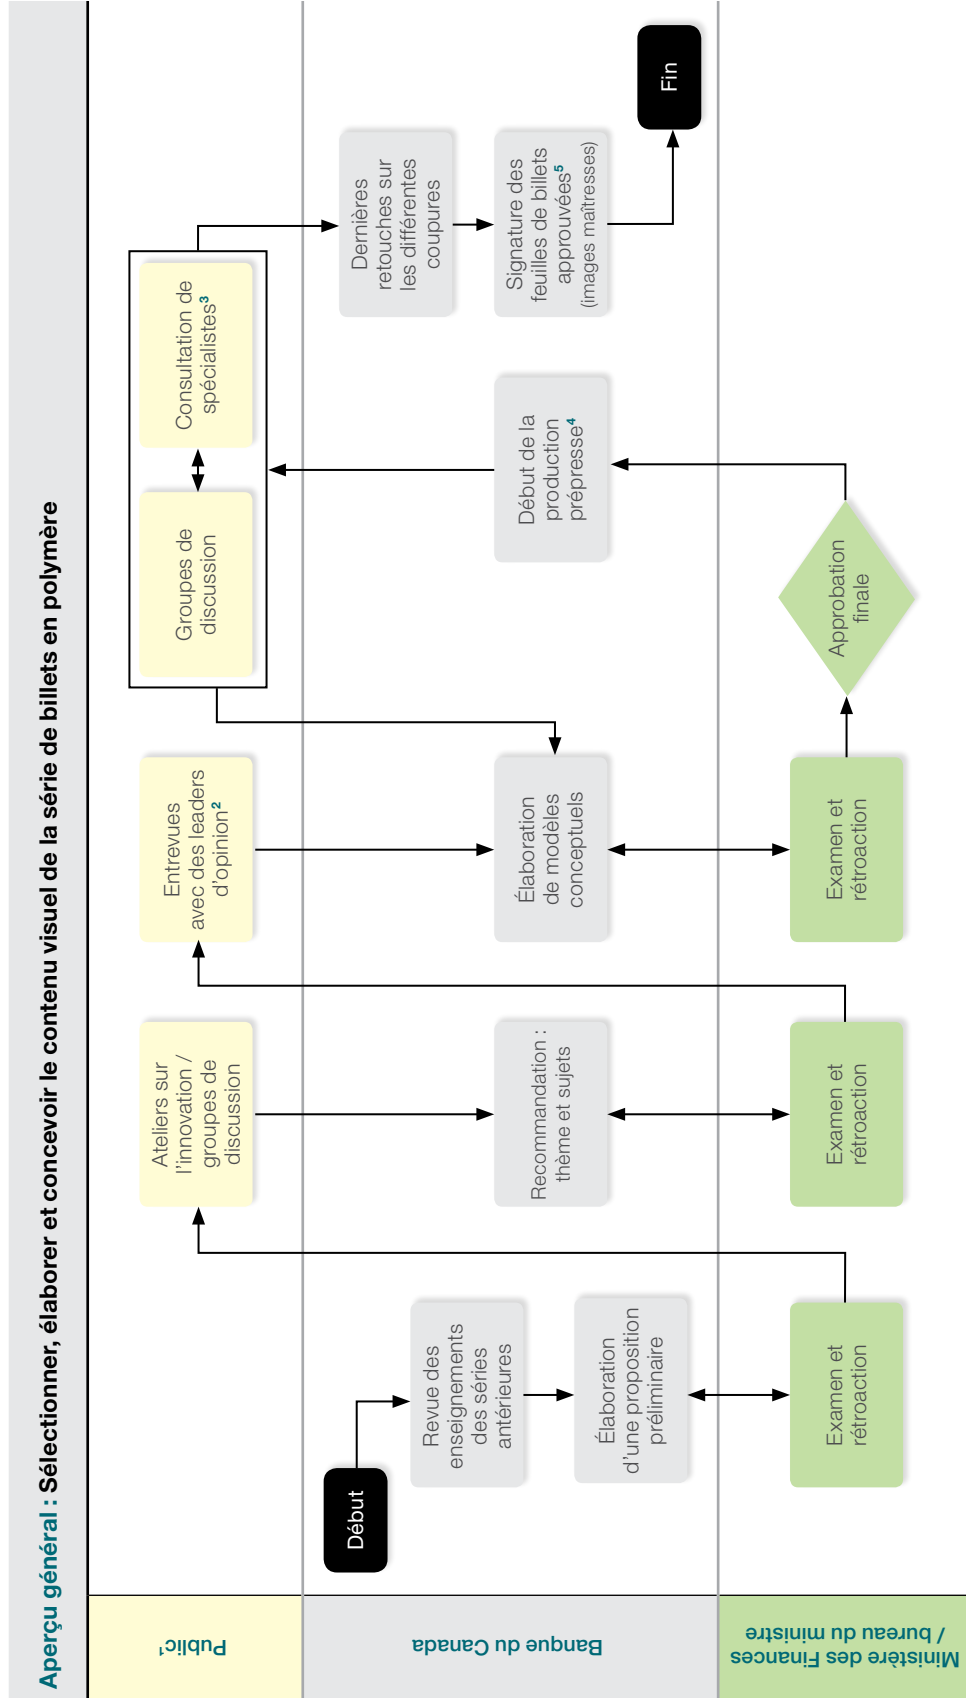 Aperçu général : Sélectionner, élaborer et concevoir le contenu visuel de la série de billets en polymère
Public¹
Ateliers sur
l'innovation /
groupes de
discussion
Entrevues
avec des leaders
d'opinion²
Groupes de
discussion
Consultation de
spécialistes³
Banque du Canada
Début
Revue des
enseignements
des séries
antérieures
Élaboration
d'une proposition
préliminaire
Recommandation :
thème et sujets
Élaboration
de modèles
conceptuels
Début de la
production
prépresse⁴
Dernières
retouches sur
les différentes
coupures
Signature des
feuilles de billets
approuvées⁵
(images maîtresses)
Fin
Ministère des Finances
/ bureau du ministre
Examen et
rétroaction
Examen et
rétroaction
Examen et
rétroaction
Approbation
finale